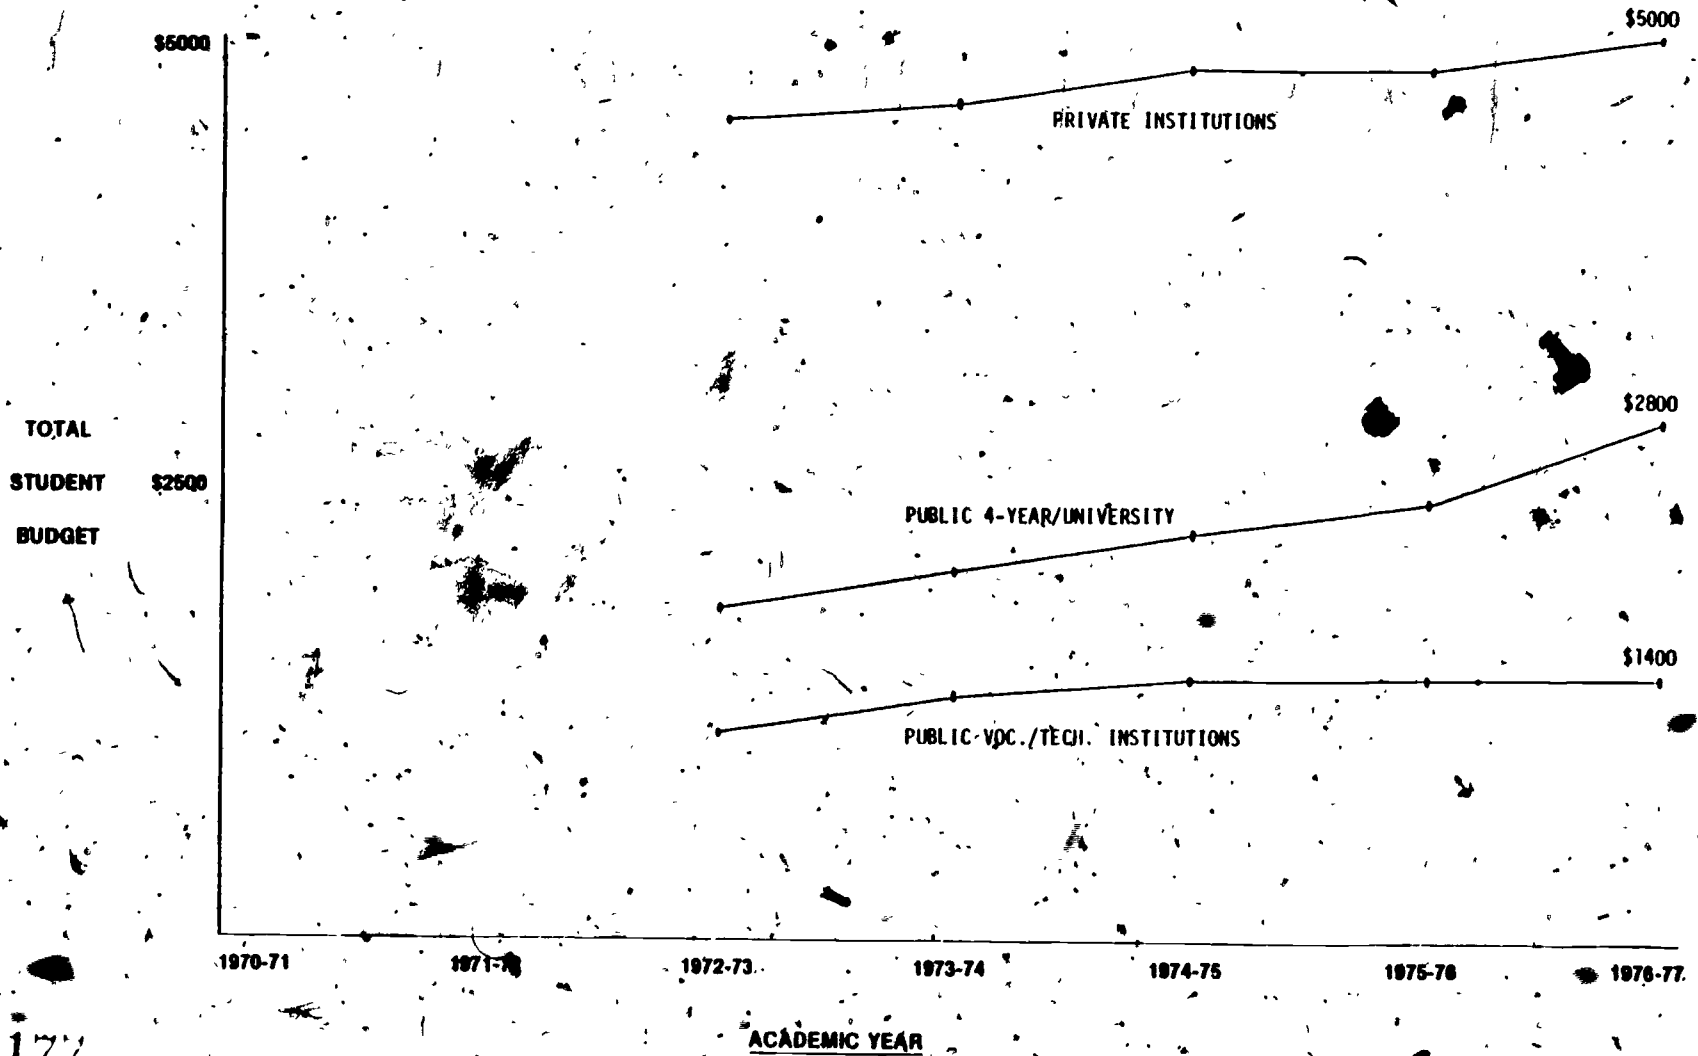 $5000
$5000
PRIVATE INSTITUTIONS
$2800
TOTAL
STUDENT $2500
BUDGET
PUBLIC 4-YEAR/UNIVERSITY
$1400
PUBLIC VOC./TECH. INSTITUTIONS
1970-71 1972-73 1973-74 1974-75 1975-76 1976-77
ACADEMIC YEAR